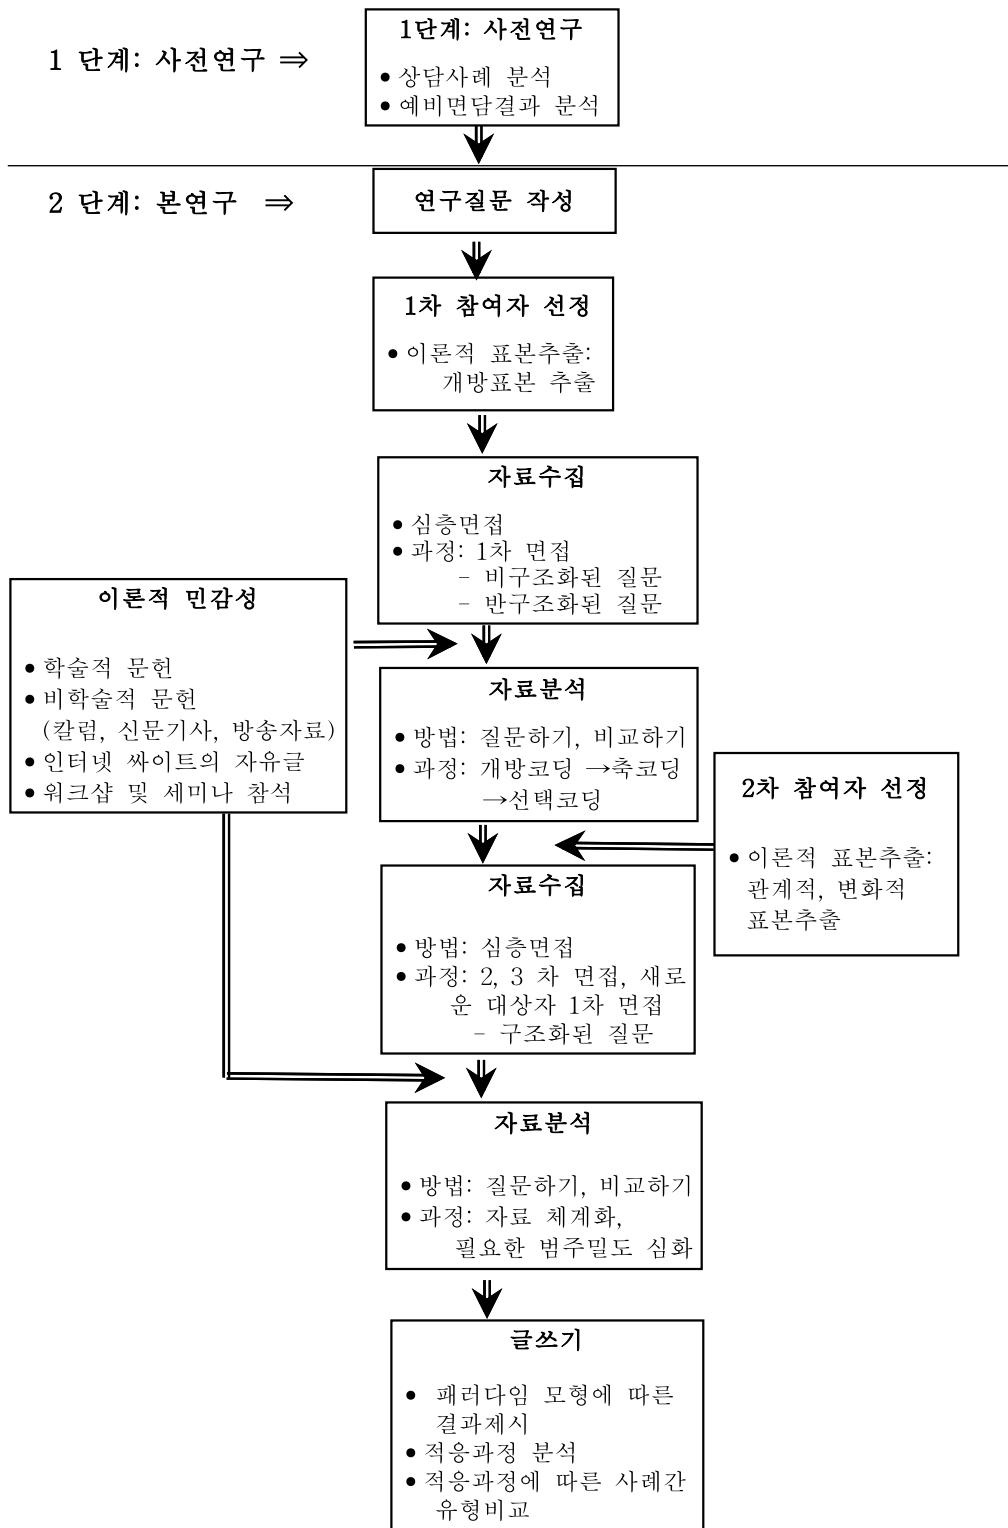 1 단계: 사전연구 ⇒
1단계: 사전연구
• 상담사례 분석
• 예비면담결과 분석
2 단계: 본연구 ⇒
연구질문 작성
1차 참여자 선정
• 이론적 표본추출:
개방표본 추출
자료수집
• 심층면접
• 과정: 1차 면접
- 비구조화된 질문
- 반구조화된 질문
이론적 민감성
• 학술적 문헌
• 비학술적 문헌
(칼럼, 신문기사, 방송자료)
• 인터넷 싸이트의 자유글
• 워크샵 및 세미나 참석
자료분석
• 방법: 질문하기, 비교하기
• 과정: 개방코딩 →축코딩
→선택코딩
2차 참여자 선정
• 이론적 표본추출:
관계적, 변화적
표본추출
자료수집
• 방법: 심층면접
• 과정: 2, 3 차 면접, 새로
운 대상자 1차 면접
- 구조화된 질문
자료분석
• 방법: 질문하기, 비교하기
• 과정: 자료 체계화,
필요한 범주밀도 심화
글쓰기
• 패러다임 모형에 따른
결과제시
• 적응과정 분석
• 적응과정에 따른 사례간
유형비교